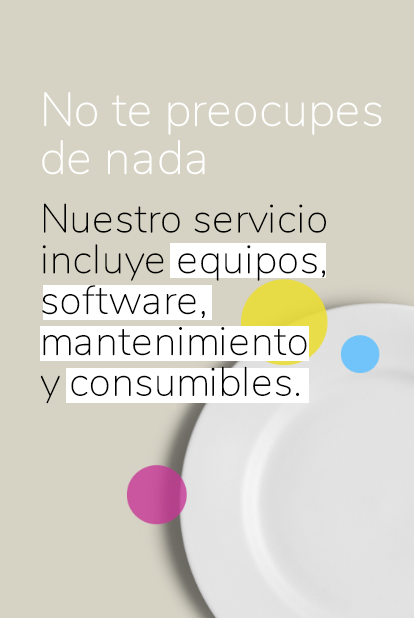 No te preocupes
de nada
Nuestro servicio
incluye equipos,
software,
mantenimiento
y consumibles.